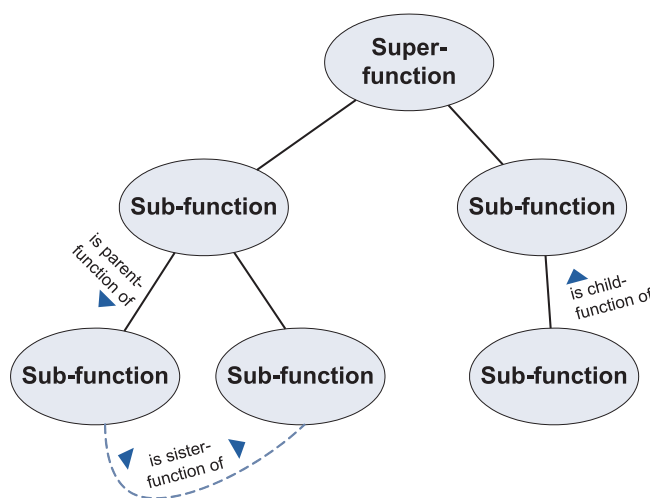 Super-
function
Sub-function
Sub-function
is parent-
function of
is child-
function of
Sub-function
Sub-function
Sub-function
is sister-
function of